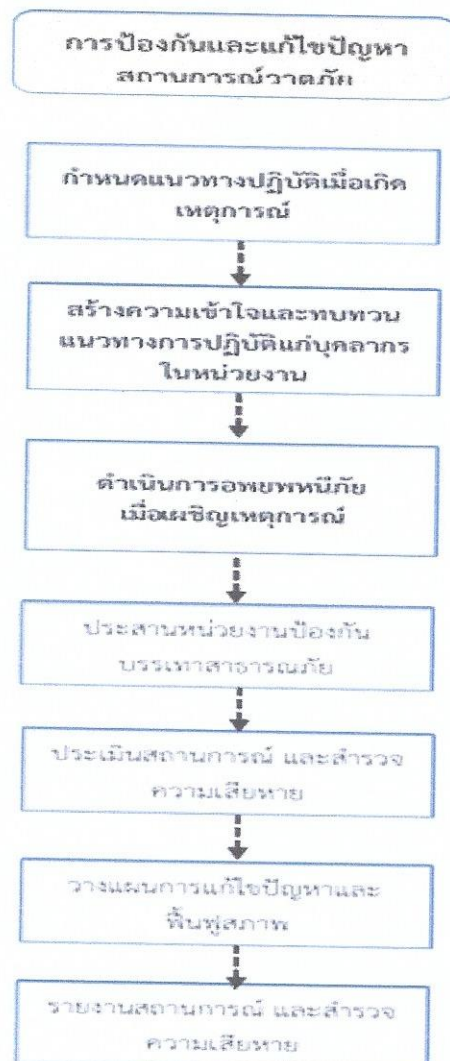 การป้องกันและแก้ไขปัญหา
สถานการณ์วาตภัย
กำหนดแนวทางปฏิบัติเมื่อเกิด
เหตุการณ์
สร้างความเข้าใจและทบทวน
แนวทางการปฏิบัติแก่บุคลากร
ในหน่วยงาน
ดำเนินการอพยพหนีภัย
เมื่อเผชิญเหตุการณ์
ประสานหน่วยงานป้องกัน
บรรเทาสาธารณภัย
ประเมินสถานการณ์ และสำรวจ
ความเสียหาย
วางแผนการแก้ไขปัญหาและ
ฟื้นฟูสภาพ
รายงานสถานการณ์ และสำรวจ
ความเสียหาย